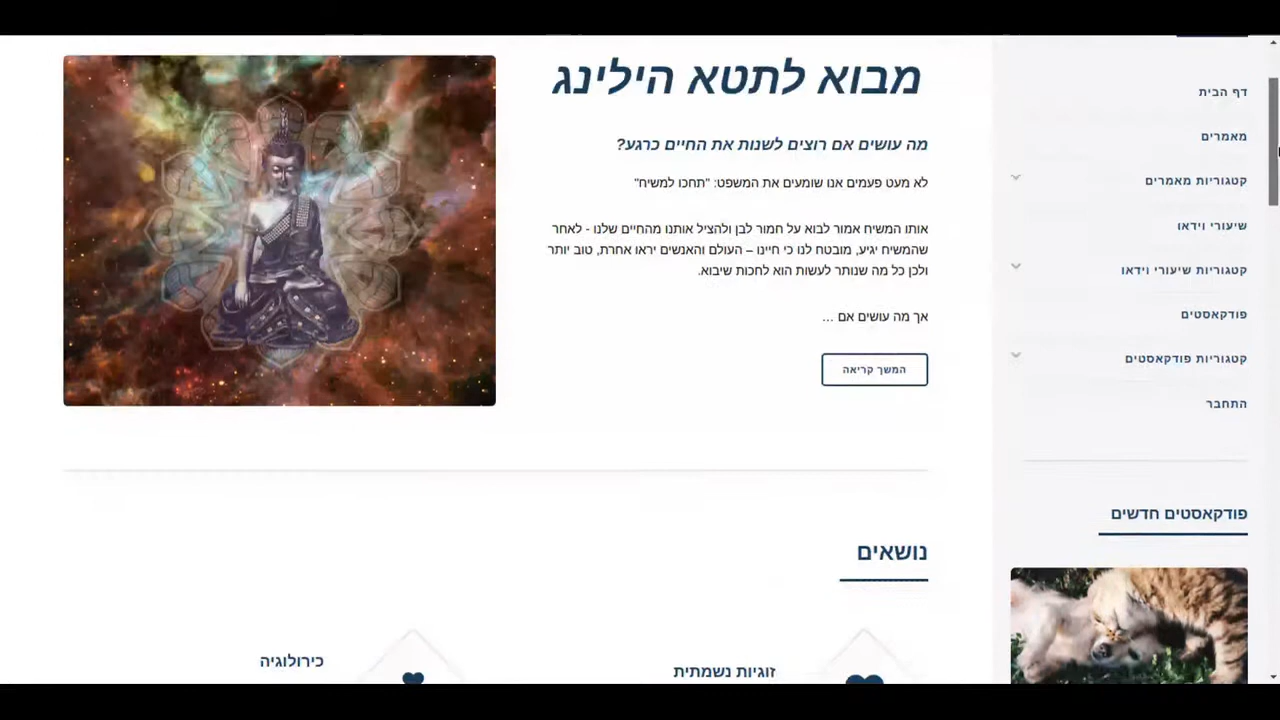 מבוא לתטא הילינג
מה עושים אם רוצים לשנות את החיים כרגע?
לא מעט פעמים אנו שומעים את המשפט: "תחכו למשיח"
אותו המשיח אמור לבוא על חמור לבן ולהציל אותנו מהחיים שלנו - לאחר
שהמשיח יגיע, מובטח לנו כי חיינו – העולם והאנשים יראו אחרת, טוב יותר
ולכן כל מה שנותר לעשות הוא לחכות שיבוא.
אך מה עושים אם ...
המשך קריאה
נושאים
זוגיות נשמתית
כירולוגיה
דף הבית
מאמרים
קטגוריות מאמרים
שיעורי וידאו
קטגוריות שיעורי וידאו
פודקאסטים
קטגוריות פודקאסטים
התחבר
פודקאסטים חדשים